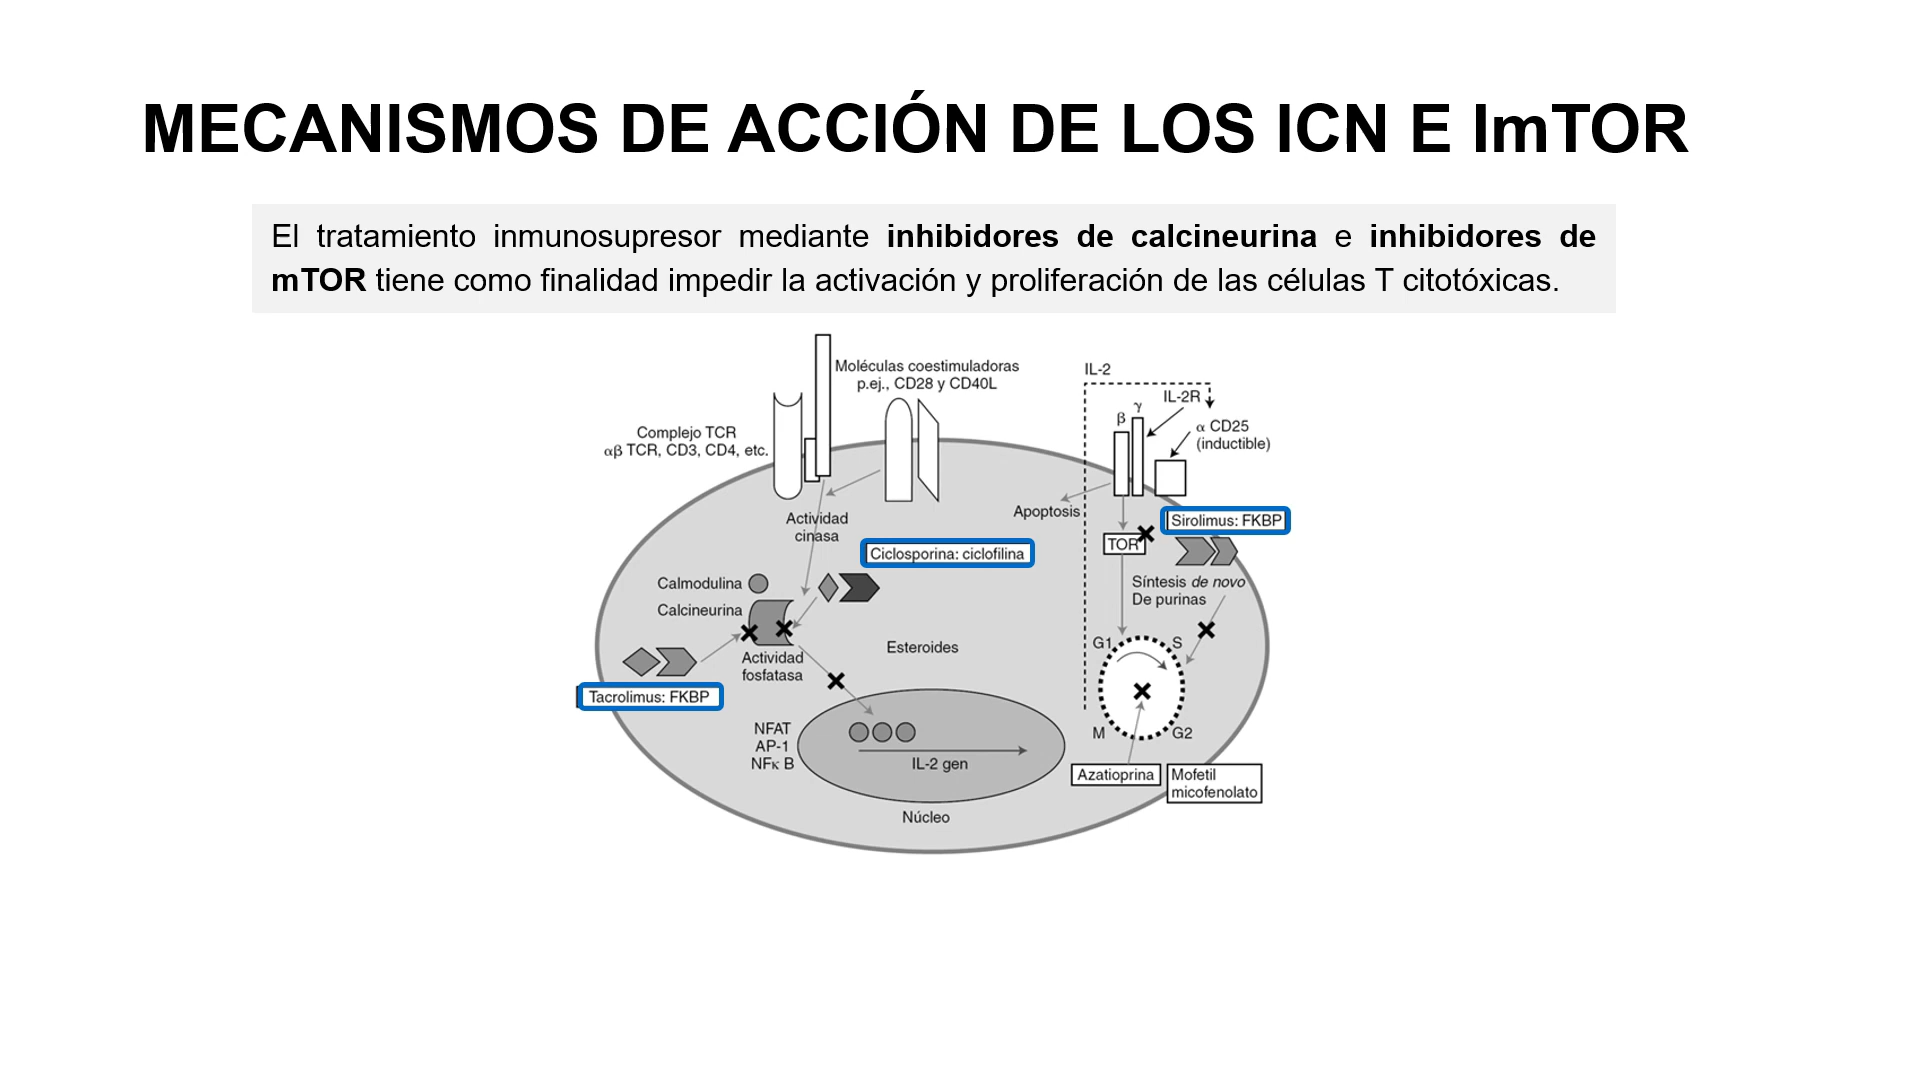 MECANISMOS DE ACCIÓN DE LOS ICN E ImTOR
El tratamiento inmunosupresor mediante inhibidores de calcineurina e inhibidores de
mTOR tiene como finalidad impedir la activación y proliferación de las células T citotóxicas.
Moléculas coestimuladoras
p.ej., CD28 y CD40L
Complejo TCR
αβ TCR, CD3, CD4, etc.
IL-2
IL-2R
β
γ
α CD25
(inductible)
Actividad
cinasa
Apoptosis
Sirolimus: FKBP
TOR
Ciclosporina: ciclofilina
Calmodulina
Calcineurina
Síntesis de novo
De purinas
Actividad
fosfatasa
Esteroides
G1
S
Tacrolimus: FKBP
NFAT
AP-1
NFκ B
IL-2 gen
M
G2
Azatioprina
Mofetil
micofenolato
Núcleo